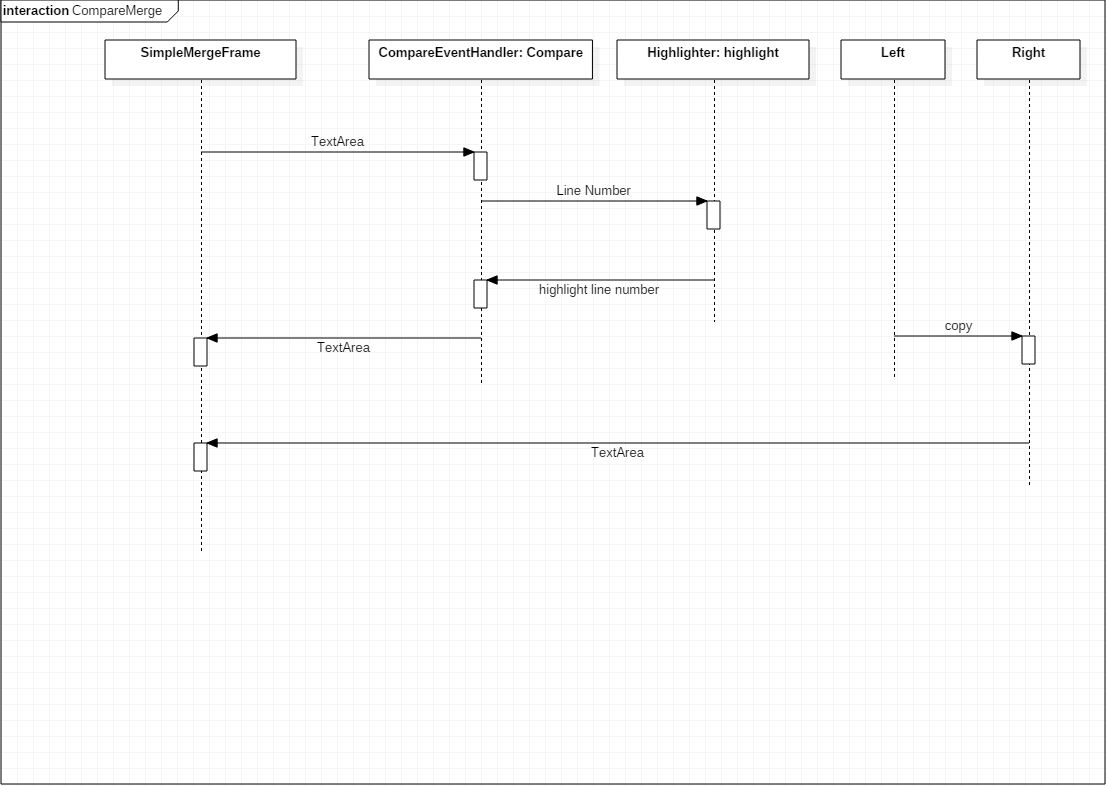 interaction CompareMerge
SimpleMergeFrame
CompareEventHandler: Compare
Highlighter: highlight
Left
Right
TextArea
Line Number
highlight line number
copy
TextArea
TextArea